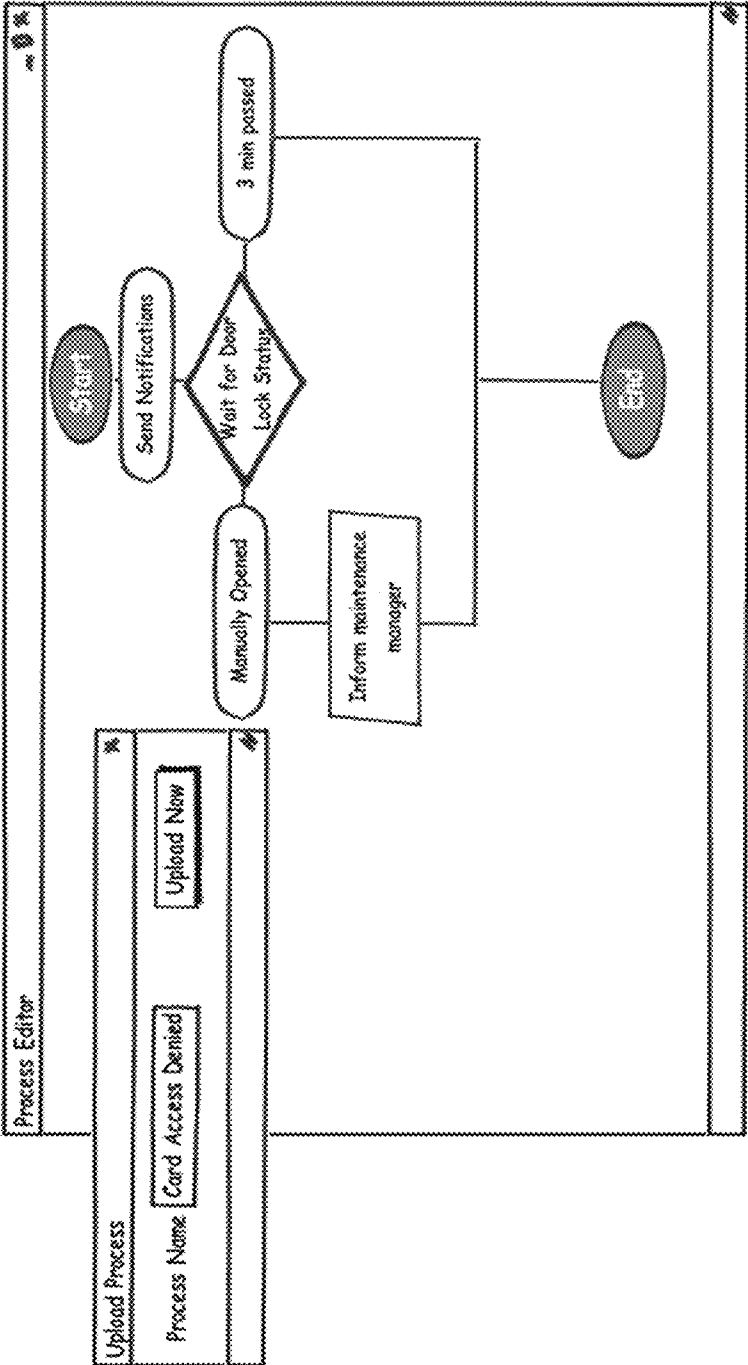 Process Editor
Start
Send Notifications
Wait for Door
Lock Status
Manually Opened
3 min passed
Inform maintenance
manager
End
Upload Process
Process Name
Card Access Denied
Upload Now